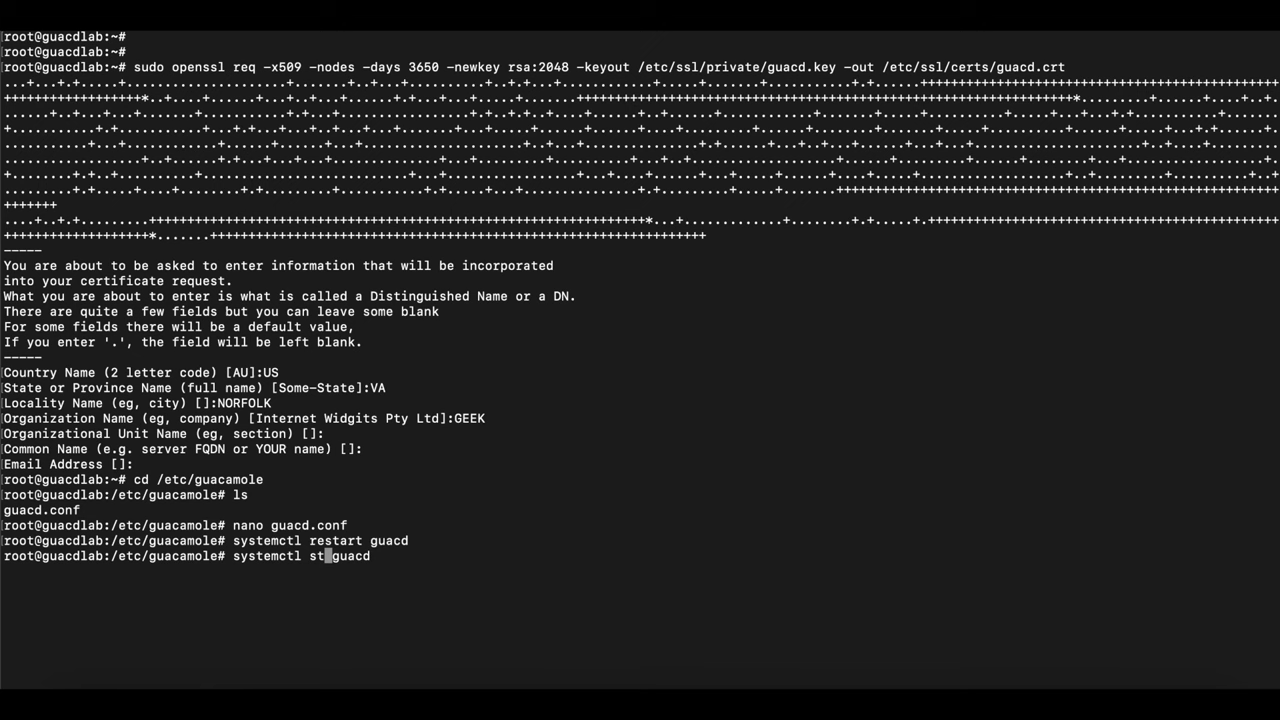 root@guacdlab:~#
root@guacdlab:~#
root@guacdlab:~# sudo openssl req -x509 -nodes -days 3650 -newkey rsa:2048 -keyout /etc/ssl/private/guacd.key -out /etc/ssl/certs/guacd.crt
-----
You are about to be asked to enter information that will be incorporated
into your certificate request.
What you are about to enter is what is called a Distinguished Name or a DN.
There are quite a few fields but you can leave some blank
For some fields there will be a default value,
If you enter '.', the field will be left blank.
-----
Country Name (2 letter code) [AU]:US
State or Province Name (full name) [Some-State]:VA
Locality Name (eg, city) []:NORFOLK
Organization Name (eg, company) [Internet Widgits Pty Ltd]:GEEK
Organizational Unit Name (eg, section) []:
Common Name (e.g. server FQDN or YOUR name) []:
Email Address []:
root@guacdlab:~# cd /etc/guacamole
root@guacdlab:/etc/guacamole# ls
guacd.conf
root@guacdlab:/etc/guacamole# nano guacd.conf
root@guacdlab:/etc/guacamole# systemctl restart guacd
root@guacdlab:/etc/guacamole# systemctl st guacd